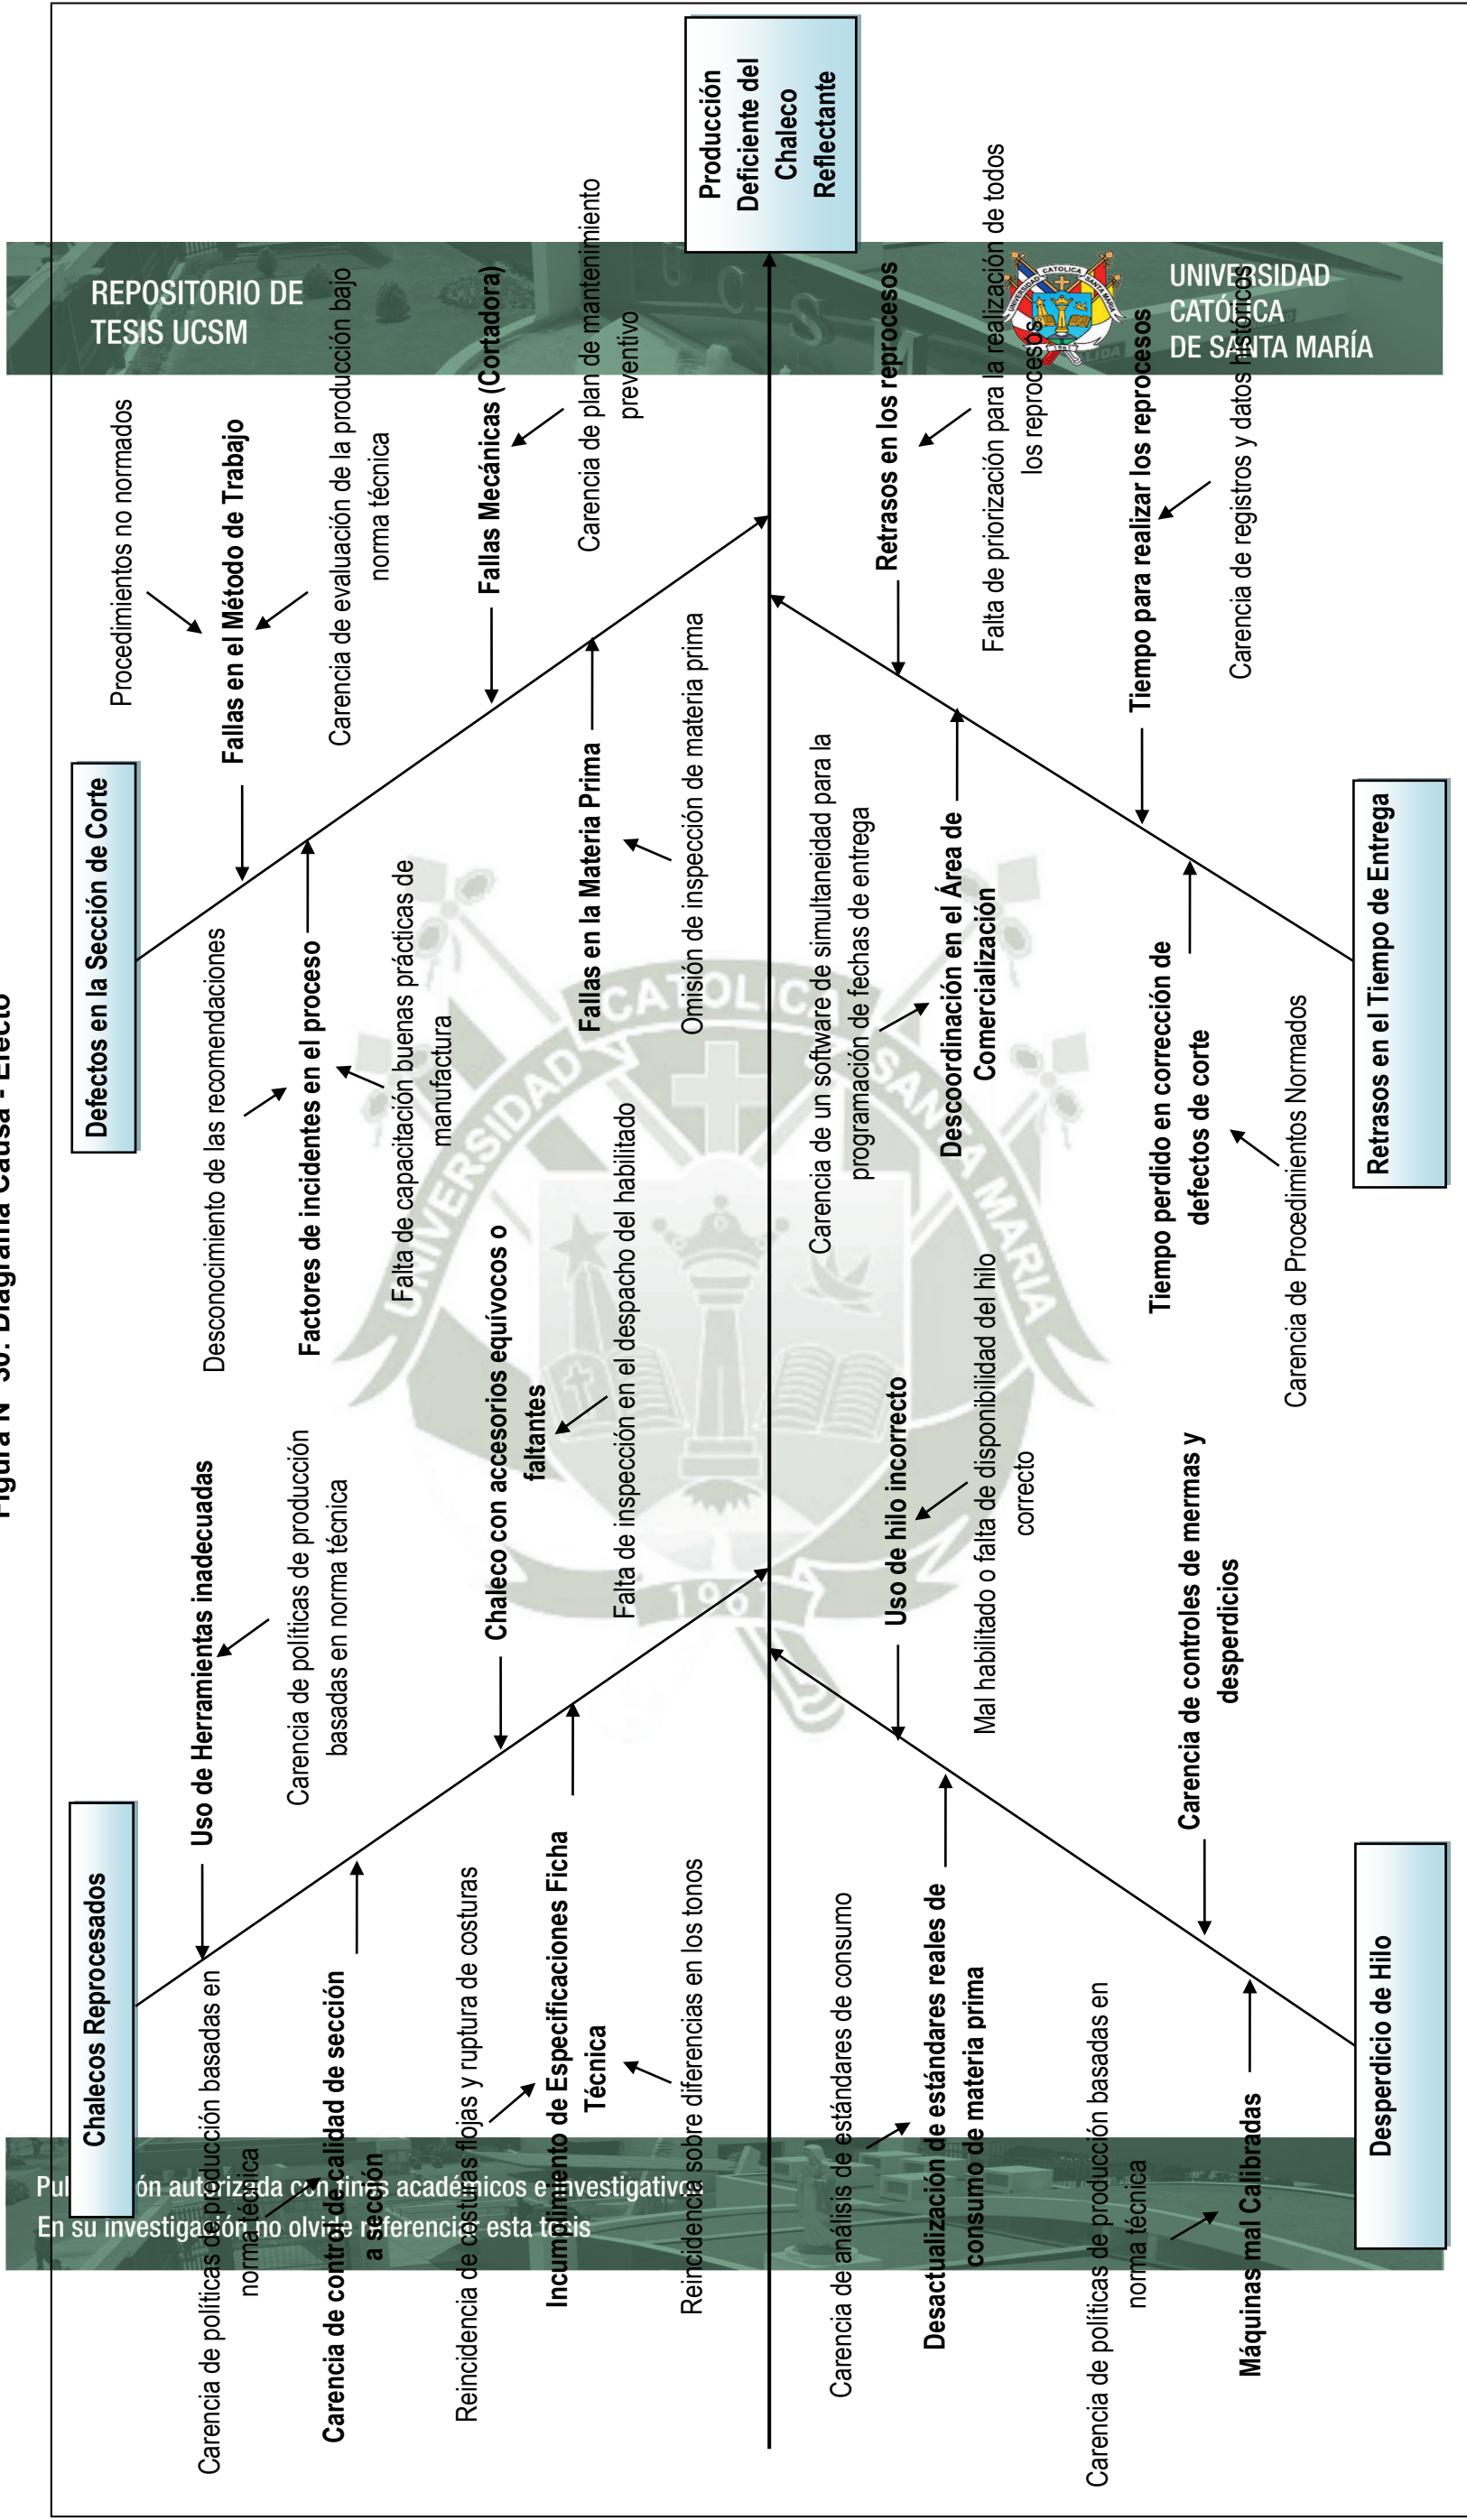 Figura N° 30: Diagrama Causa - Efecto
Chalecos Reprocesados
Uso de Herramientas inadecuadas
Carencia de políticas de producción
basadas en norma técnica
Carencia de políticas de producción basadas en
norma técnica
Carencia de control de calidad de sección
a sección
Chaleco con accesorios equívocos o
faltantes
Falta de inspección en el despacho del habilitado
Reincidencia de costuras flojas y ruptura de costuras
Incumplimiento de Especificaciones Ficha
Técnica
Reincidencia sobre diferencias en los tonos
Defectos en la Sección de Corte
Procedimientos no normados
Fallas en el Método de Trabajo
Carencia de evaluación de la producción bajo
norma técnica
Desconocimiento de las recomendaciones
Factores de incidentes en el proceso
Falta de capacitación buenas prácticas de
manufactura
Fallas Mecánicas (Cortadora)
Carencia de plan de mantenimiento
preventivo
Fallas en la Materia Prima
Omisión de inspección de materia prima
Producción
Deficiente del
Chaleco
Reflectante
Carencia de análisis de estándares de consumo
Desactualización de estándares reales de
consumo de materia prima
Uso de hilo incorrecto
Mal habilitado o falta de disponibilidad del hilo
correcto
Carencia de políticas de producción basadas en
norma técnica
Máquinas mal Calibradas
Carencia de controles de mermas y
desperdicios
Desperdicio de Hilo
Carencia de un software de simultaneidad para la
programación de fechas de entrega
Descoordinación en el Área de
Comercialización
Retrasos en los reprocesos
Falta de priorización para la realización de todos
los reprocesos
Tiempo perdido en corrección de
defectos de corte
Carencia de Procedimientos Normados
Tiempo para realizar los reprocesos
Carencia de registros y datos históricos
Retrasos en el Tiempo de Entrega
REPOSITORIO DE
TESIS UCSM
UNIVERSIDAD
CATÓLICA
DE SANTA MARÍA
UNIVERSIDAD CATOLICA SANTA MARIA
UNIVERSIDAD CATOLICA SANTA MARIA
En su investigación no olvide referenciar esta tesis